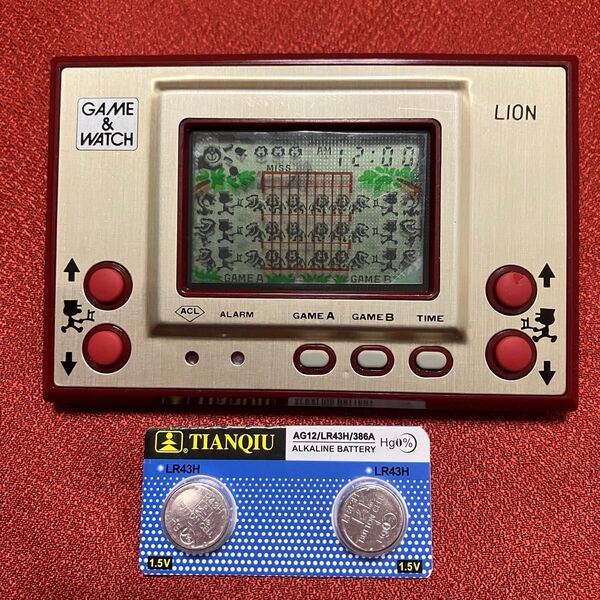 GAME
&
WATCH
LION
AM 12:00
MISS
GAME A GAME B
ACL ALARM GAME A GAME B TIME
TIANQIU
AG12/LR43H/386A
ALKALINE BATTERY
Hg0%
LR43H LR43H
1.5V 1.5V